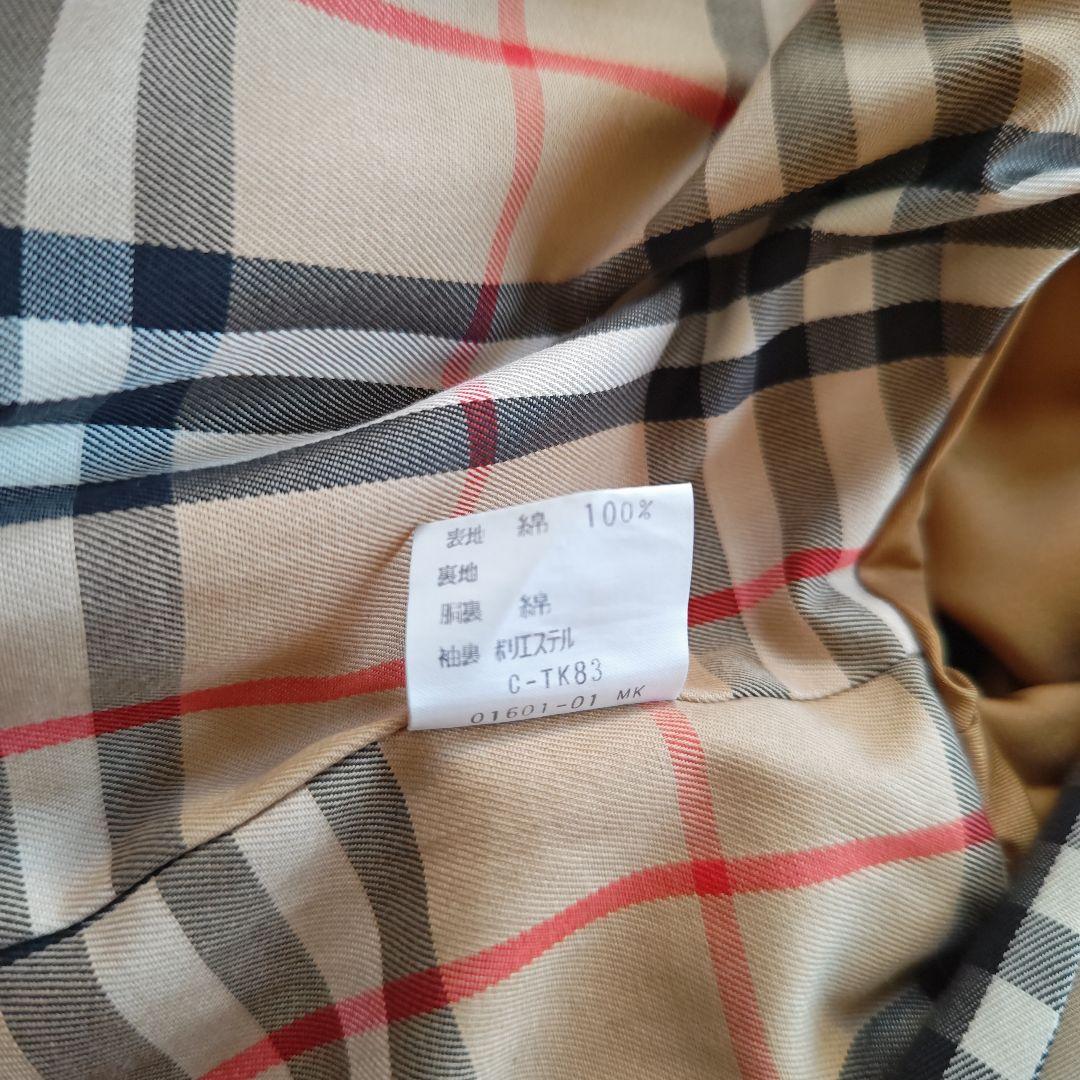 表地 綿 100%
裏地
胴裏 綿
袖裏 ポリエステル
C-TK83
01601-01 MK